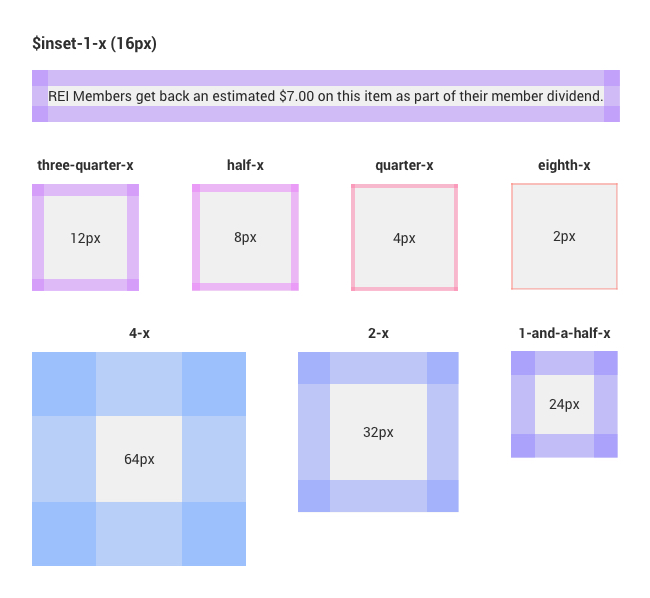 $inset-1-x (16px)
REI Members get back an estimated $7.00 on this item as part of their member dividend.
three-quarter-x
half-x
quarter-x
eighth-x
12px
8px
4px
2px
4-x
2-x
1-and-a-half-x
64px
32px
24px